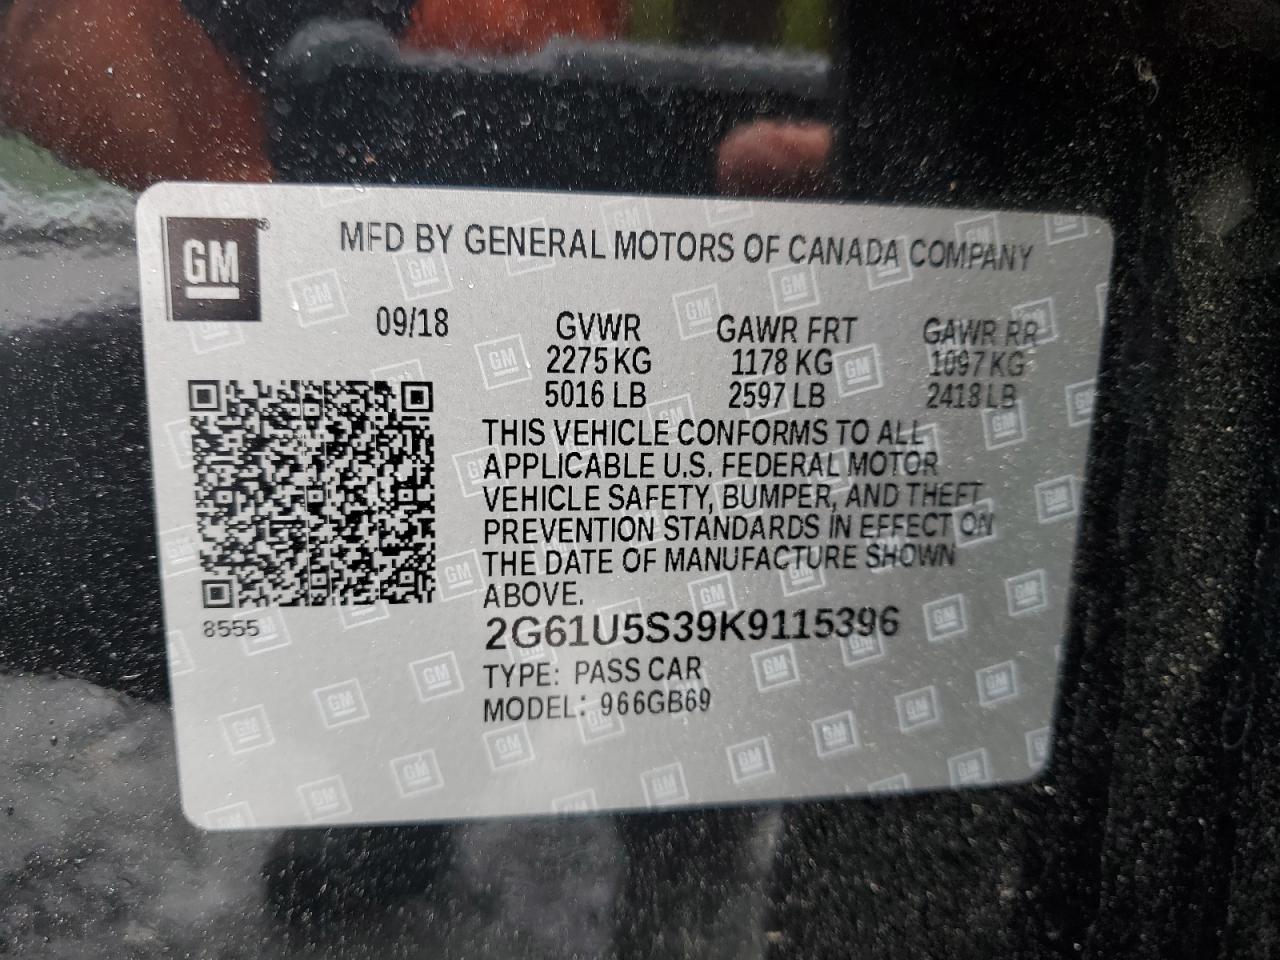 GM
MFD BY GENERAL MOTORS OF CANADA COMPANY
09/18 GVWR GAWR FRT GAWR RR
2275 KG 1178 KG 1097 KG
5016 LB 2597 LB 2418 LB
THIS VEHICLE CONFORMS TO ALL
APPLICABLE U.S. FEDERAL MOTOR
VEHICLE SAFETY, BUMPER, AND THEFT
PREVENTION STANDARDS IN EFFECT ON
THE DATE OF MANUFACTURE SHOWN
ABOVE.
8555
2G61U5S39K9115396
TYPE: PASS CAR
MODEL: 966GB69